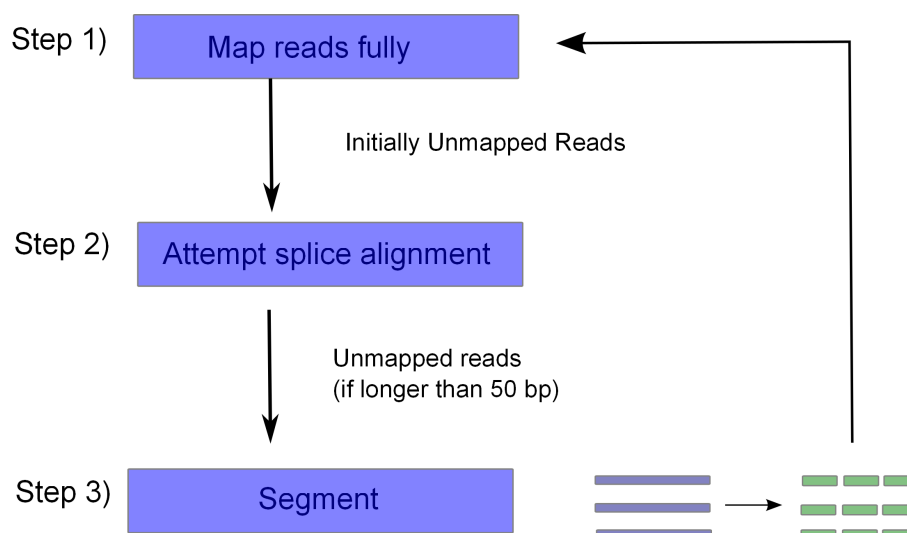 Step 1)
Map reads fully
Initially Unmapped Reads
Step 2)
Attempt splice alignment
Unmapped reads
(if longer than 50 bp)
Step 3)
Segment